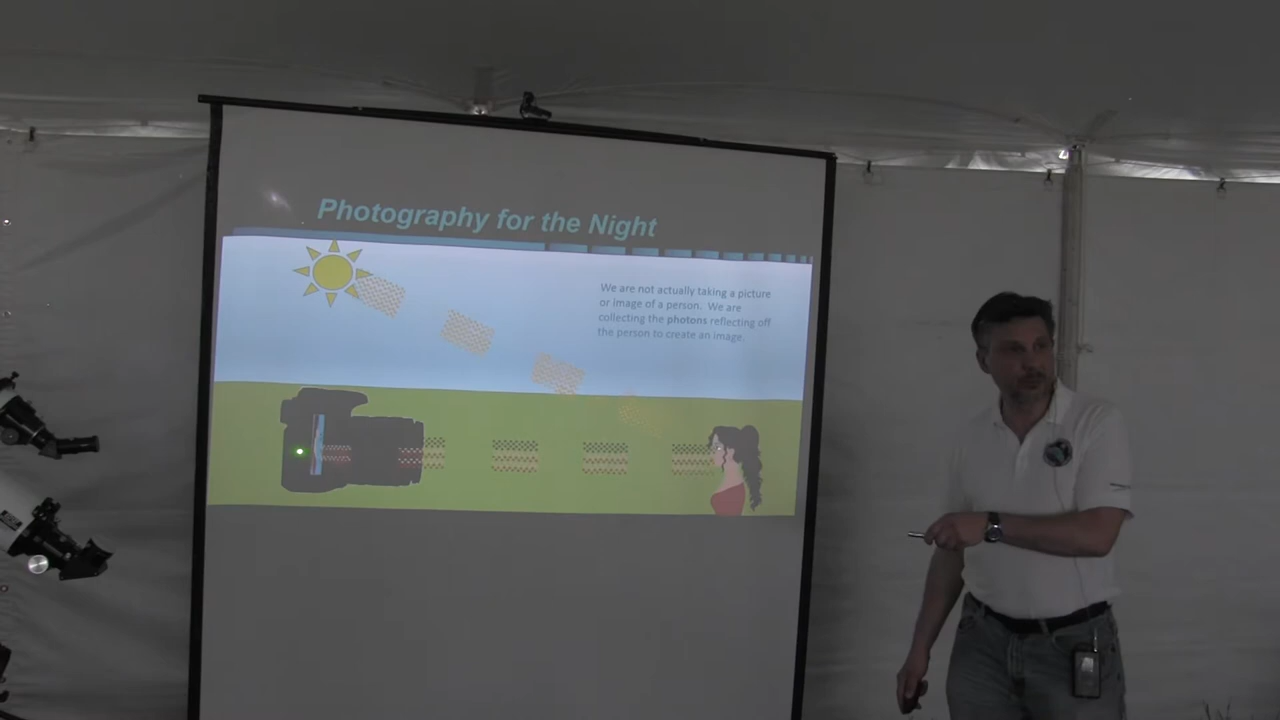 Photography for the Night
We are not actually taking a picture
or image of a person. We are
collecting the photons reflecting off
the person to create an image.